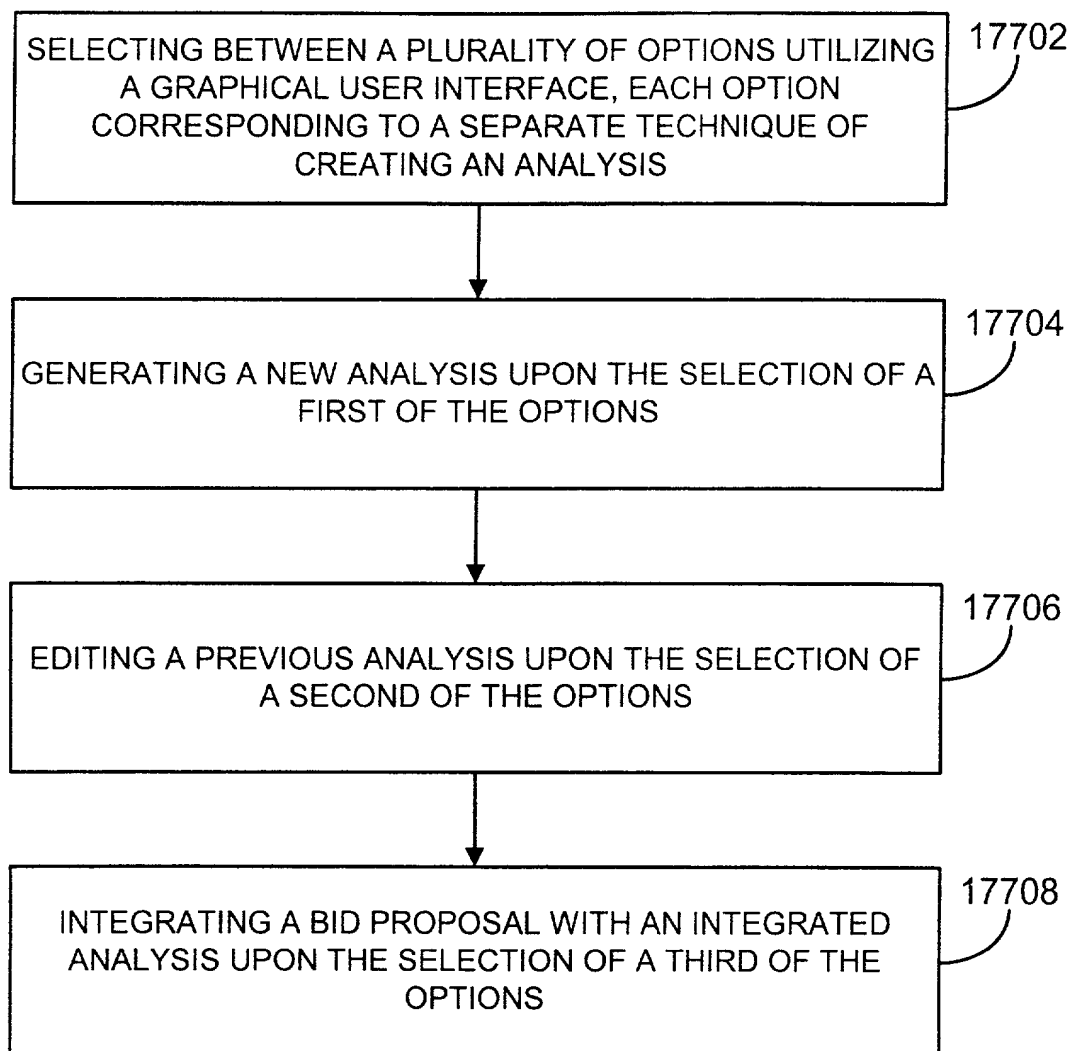 SELECTING BETWEEN A PLURALITY OF OPTIONS UTILIZING
A GRAPHICAL USER INTERFACE, EACH OPTION
CORRESPONDING TO A SEPARATE TECHNIQUE OF
CREATING AN ANALYSIS
17702
GENERATING A NEW ANALYSIS UPON THE SELECTION OF A
FIRST OF THE OPTIONS
17704
EDITING A PREVIOUS ANALYSIS UPON THE SELECTION OF
A SECOND OF THE OPTIONS
17706
INTEGRATING A BID PROPOSAL WITH AN INTEGRATED
ANALYSIS UPON THE SELECTION OF A THIRD OF THE
OPTIONS
17708